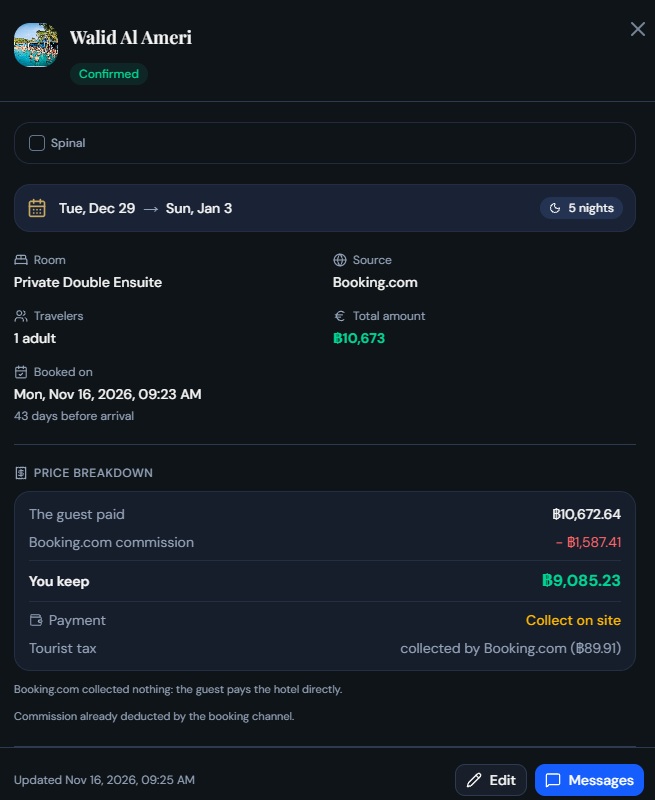 Walid Al Ameri
Confirmed
Spinal
Tue, Dec 29 → Sun, Jan 3
5 nights
Room
Private Double Ensuite
Source
Booking.com
Travelers
1 adult
€ Total amount
฿10,673
Booked on
Mon, Nov 16, 2026, 09:23 AM
43 days before arrival
PRICE BREAKDOWN
The guest paid ฿10,672.64
Booking.com commission - ฿1,587.41
You keep ฿9,085.23
Payment Collect on site
Tourist tax collected by Booking.com (฿89.91)
Booking.com collected nothing: the guest pays the hotel directly.
Commission already deducted by the booking channel.
Updated Nov 16, 2026, 09:25 AM
Edit
Messages